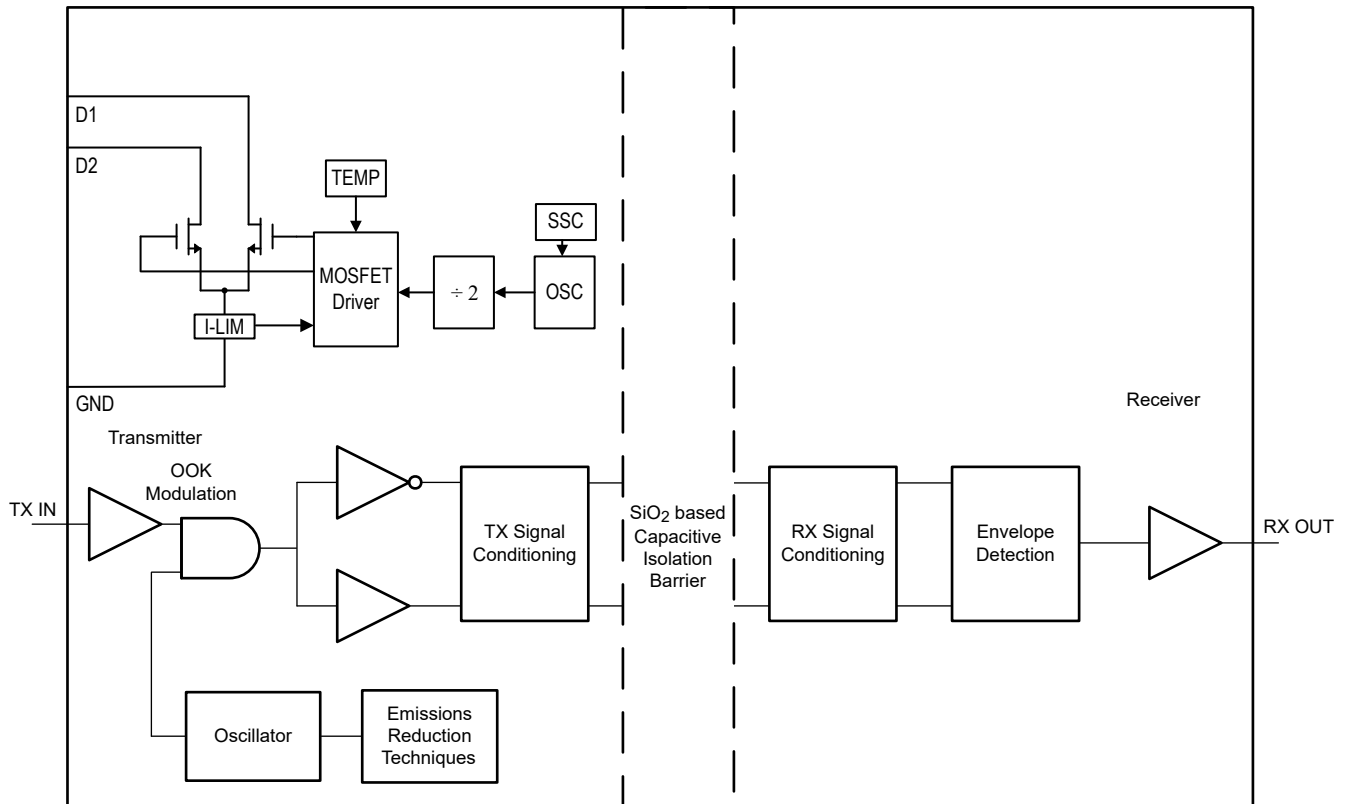 D1
D2
TEMP
SSC
MOSFET
Driver
÷ 2
OSC
I-LIM
GND
Receiver
Transmitter
OOK
Modulation
TX IN
TX Signal
Conditioning
SiO2 based
Capacitive
Isolation
Barrier
RX Signal
Conditioning
Envelope
Detection
RX OUT
Oscillator
Emissions
Reduction
Techniques